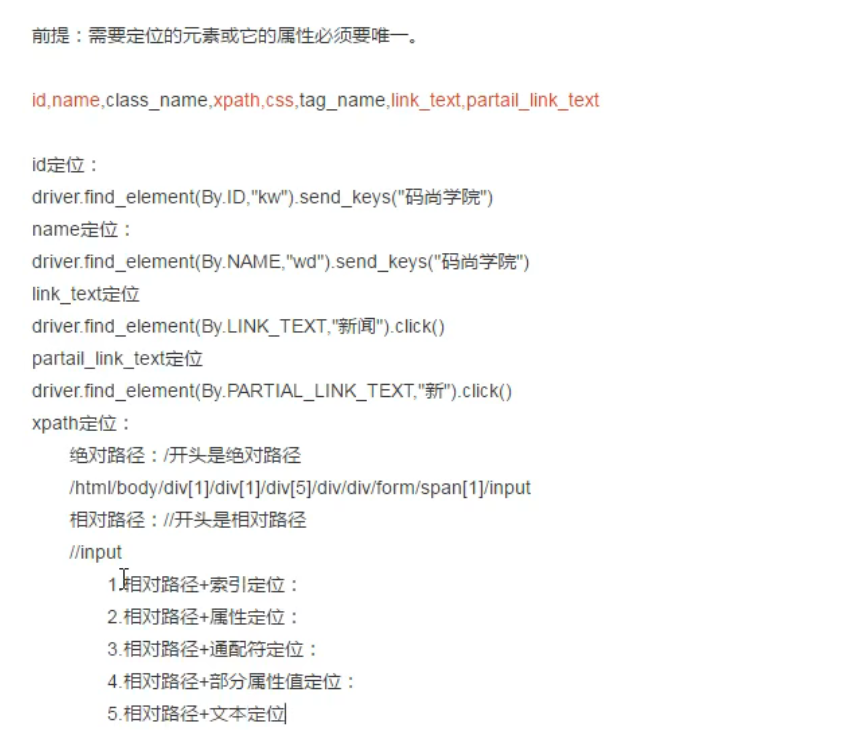 前提：需要定位的元素或它的属性必须要唯一。
id,name,class_name,xpath,css,tag_name,link_text,partail_link_text
id定位：
driver.find_element(By.ID,"kw").send_keys("码尚学院")
name定位：
driver.find_element(By.NAME,"wd").send_keys("码尚学院")
link_text定位
driver.find_element(By.LINK_TEXT,"新闻").click()
partail_link_text定位
driver.find_element(By.PARTIAL_LINK_TEXT,"新").click()
xpath定位：
绝对路径：/开头是绝对路径
/html/body/div[1]/div[1]/div[5]/div/div/form/span[1]/input
相对路径：//开头是相对路径
//input
1.相对路径+索引定位：
2.相对路径+属性定位：
3.相对路径+通配符定位：
4.相对路径+部分属性值定位：
5.相对路径+文本定位